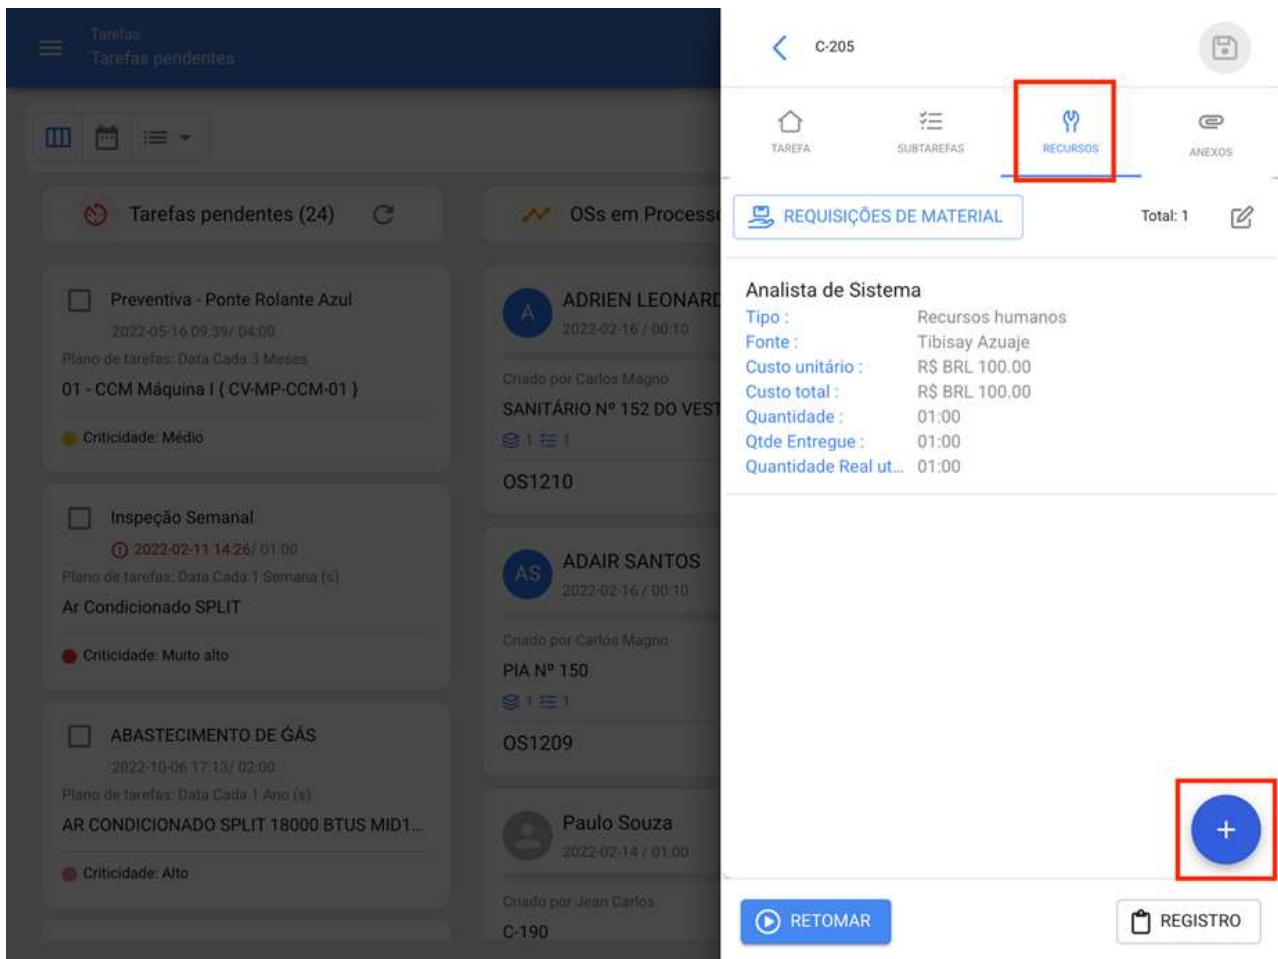 Tarefas
Tarefas pendentes
Tarefas pendentes (24)
Preventiva - Ponte Rolante Azul
2022-05-16 09:39/ 04:00
Plano de tarefas: Data Cada 3 Meses
01 - CCM Máquina I { CV-MP-CCM-01 }
Criticidade: Médio
Inspeção Semanal
2022-02-11 14:26/ 01:00
Plano de tarefas: Data Cada 1 Semana (s)
Ar Condicionado SPLIT
Criticidade: Muito alto
ABASTECIMENTO DE ǴÁS
2022-10-06 17:13/ 02:00
Plano de tarefas: Data Cada 1 Ano (s)
AR CONDICIONADO SPLIT 18000 BTUS MID1...
Criticidade: Alto
OSs em Processo
A
ADRIEN LEONARD
2022-02-16 / 00:10
Criado por Carlos Magno
SANITÁRIO Nº 152 DO VEST
1 1
OS1210
AS
ADAIR SANTOS
2022-02-16 / 00:10
Criado por Carlos Magno
PIA Nº 150
1 1
OS1209
Paulo Souza
2022-02-14 / 01:00
Criado por Jean Carlos
C-190
C-205
TAREFA SUBTAREFAS RECURSOS ANEXOS
REQUISIÇÕES DE MATERIAL Total: 1
Analista de Sistema
Tipo : Recursos humanos
Fonte : Tibisay Azuaje
Custo unitário : R$ BRL 100.00
Custo total : R$ BRL 100.00
Quantidade : 01:00
Qtde Entregue : 01:00
Quantidade Real ut... 01:00
+
RETOMAR REGISTRO